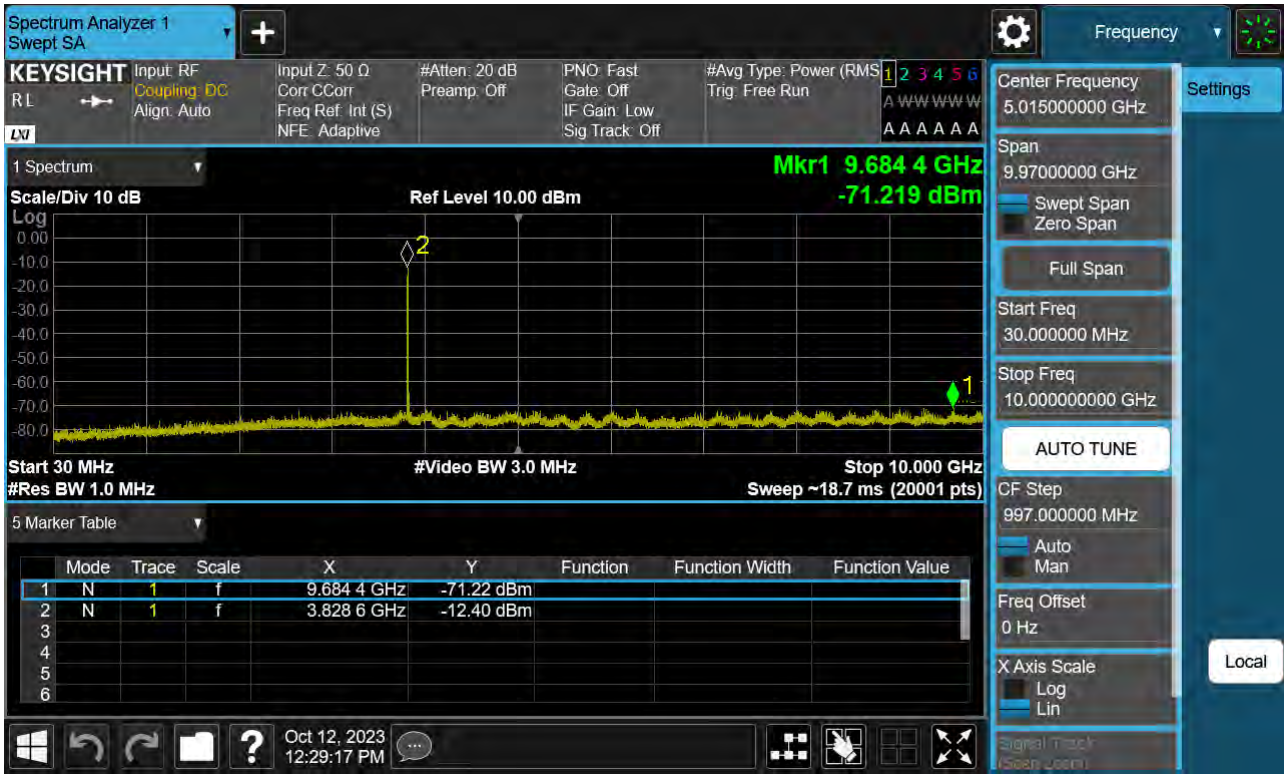 Spectrum Analyzer 1
Swept SA
+
Frequency
KEYSIGHT
RL
LXI
Input: RF
Coupling: DC
Align: Auto
Input Z: 50 Ω
Corr CCorr
Freq Ref: Int (S)
NFE: Adaptive
#Atten: 20 dB
Preamp: Off
PNO: Fast
Gate: Off
IF Gain: Low
Sig Track: Off
#Avg Type: Power (RMS
Trig: Free Run
1 2 3 4 5 6
A W W W W W
A A A A A A
1 Spectrum
Mkr1 9.684 4 GHz
-71.219 dBm
Scale/Div 10 dB
Ref Level 10.00 dBm
Log
0.00
-10.0
-20.0
-30.0
-40.0
-50.0
-60.0
-70.0
-80.0
2
1
Start 30 MHz
#Video BW 3.0 MHz
Stop 10.000 GHz
#Res BW 1.0 MHz
Sweep ~18.7 ms (20001 pts)
5 Marker Table
Mode Trace Scale X Y Function Function Width Function Value
1 N 1 f 9.684 4 GHz -71.22 dBm
2 N 1 f 3.828 6 GHz -12.40 dBm
3
4
5
6
Oct 12, 2023
12:29:17 PM
?
Center Frequency
5.015000000 GHz
Span
9.97000000 GHz
Swept Span
Zero Span
Full Span
Start Freq
30.000000 MHz
Stop Freq
10.000000000 GHz
AUTO TUNE
CF Step
997.000000 MHz
Auto
Man
Freq Offset
0 Hz
X Axis Scale
Log
Lin
Signal Track
(Span Zoom)
Settings
Local